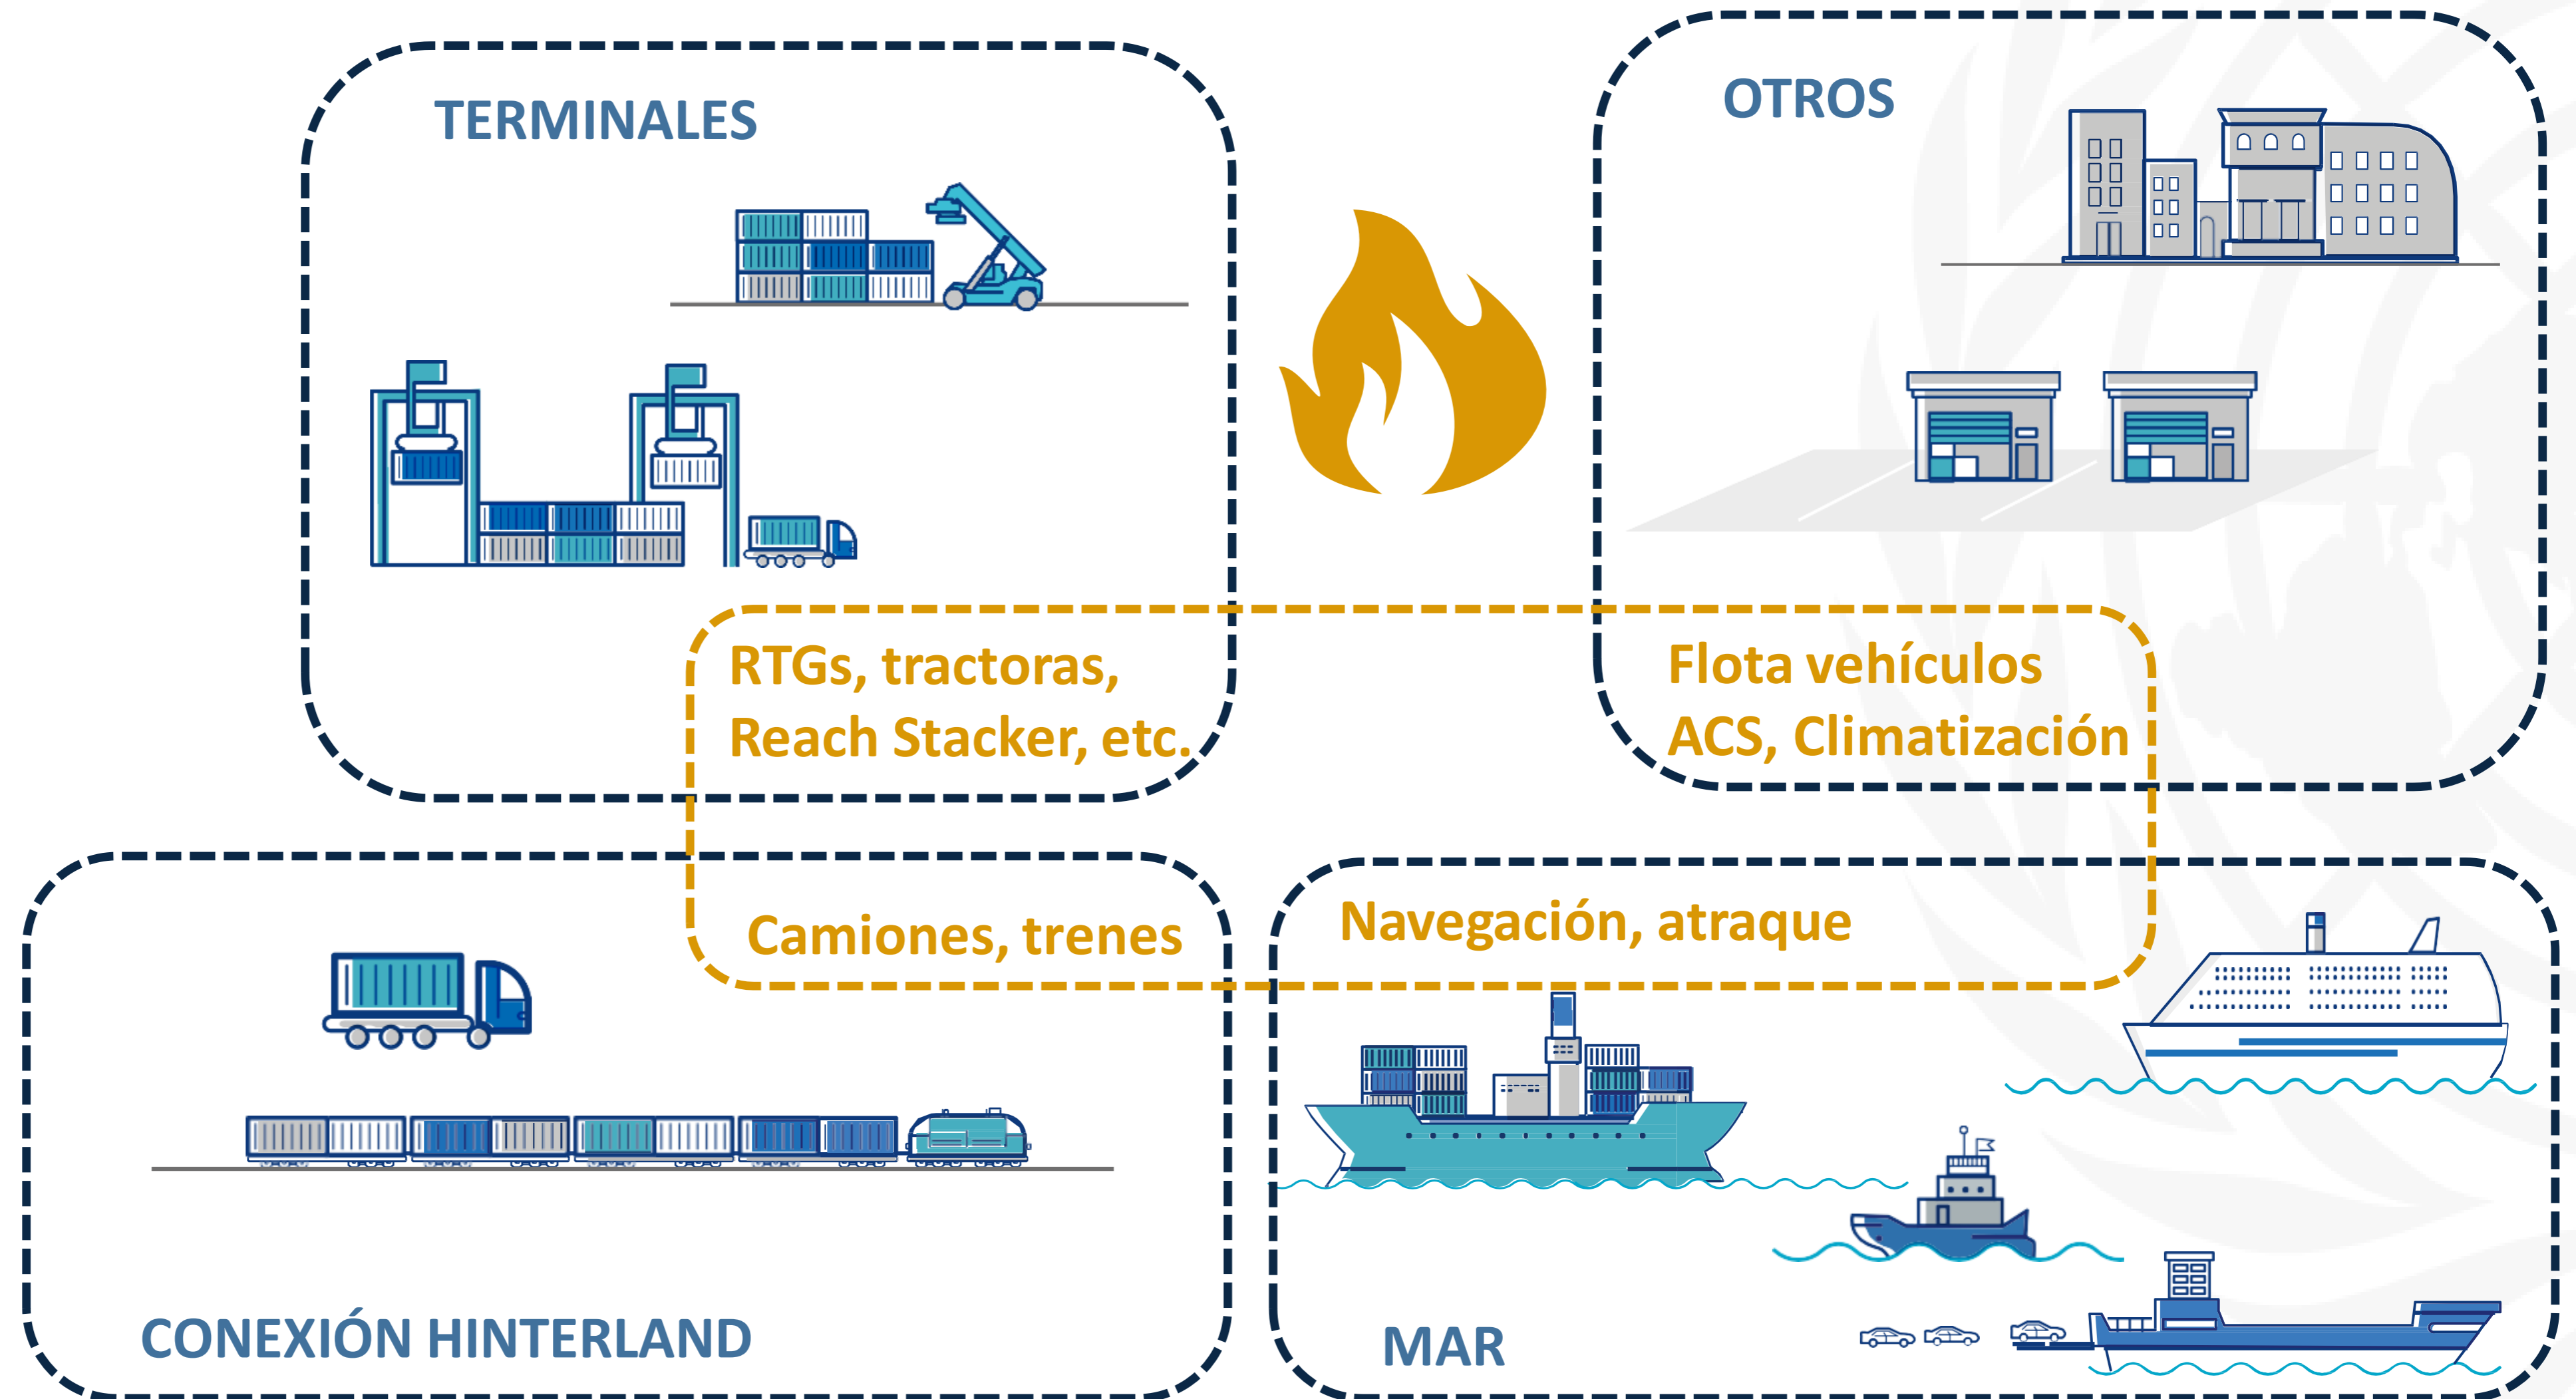 TERMINALES
OTROS
RTGs, tractoras,
Reach Stacker, etc.
Flota vehículos
ACS, Climatización
Camiones, trenes
Navegación, atraque
CONEXIÓN HINTERLAND
MAR